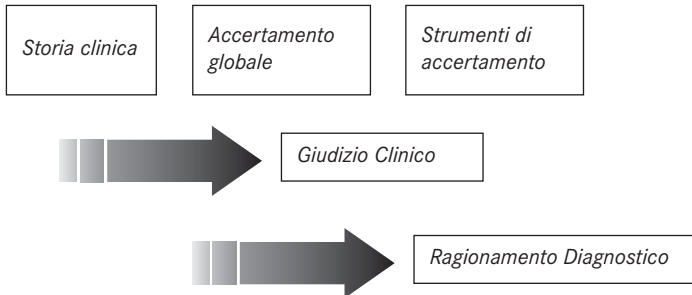 Storia clinica
Accertamento
globale
Strumenti di
accertamento
Giudizio Clinico
Ragionamento Diagnostico